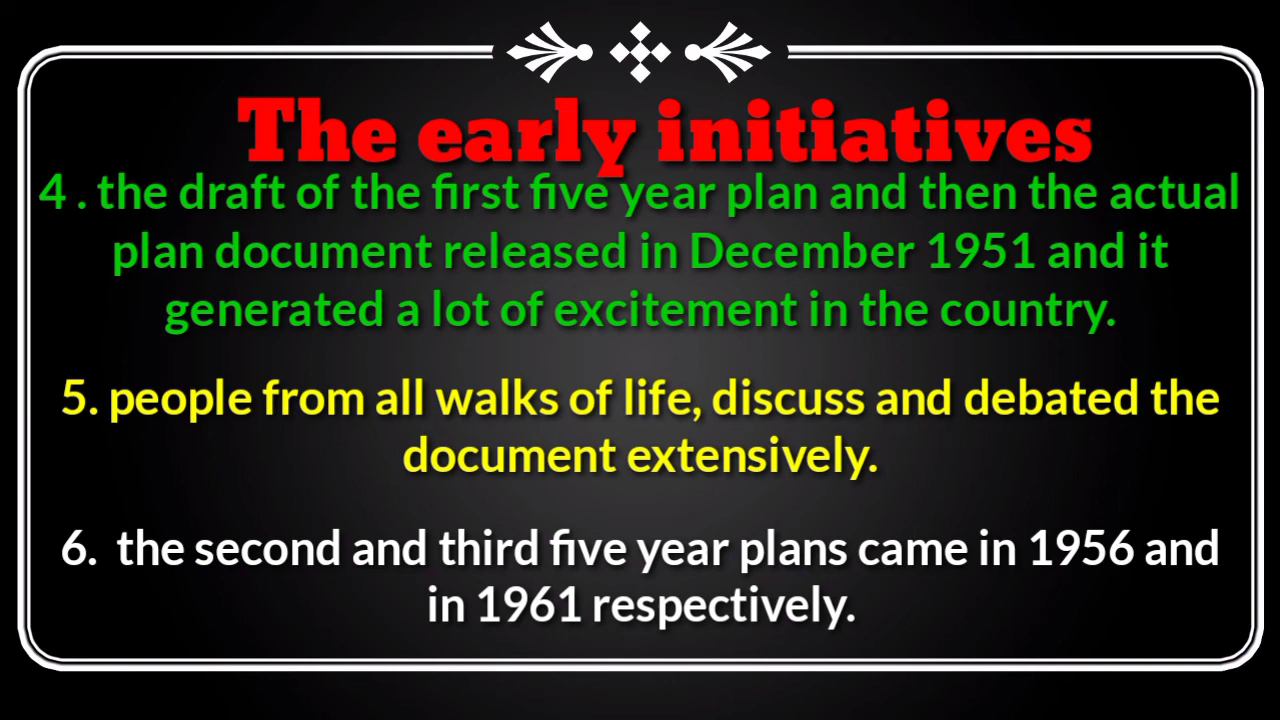 The early initiatives
4 . the draft of the first five year plan and then the actual
plan document released in December 1951 and it
generated a lot of excitement in the country.
5. people from all walks of life, discuss and debated the
document extensively.
6. the second and third five year plans came in 1956 and
in 1961 respectively.